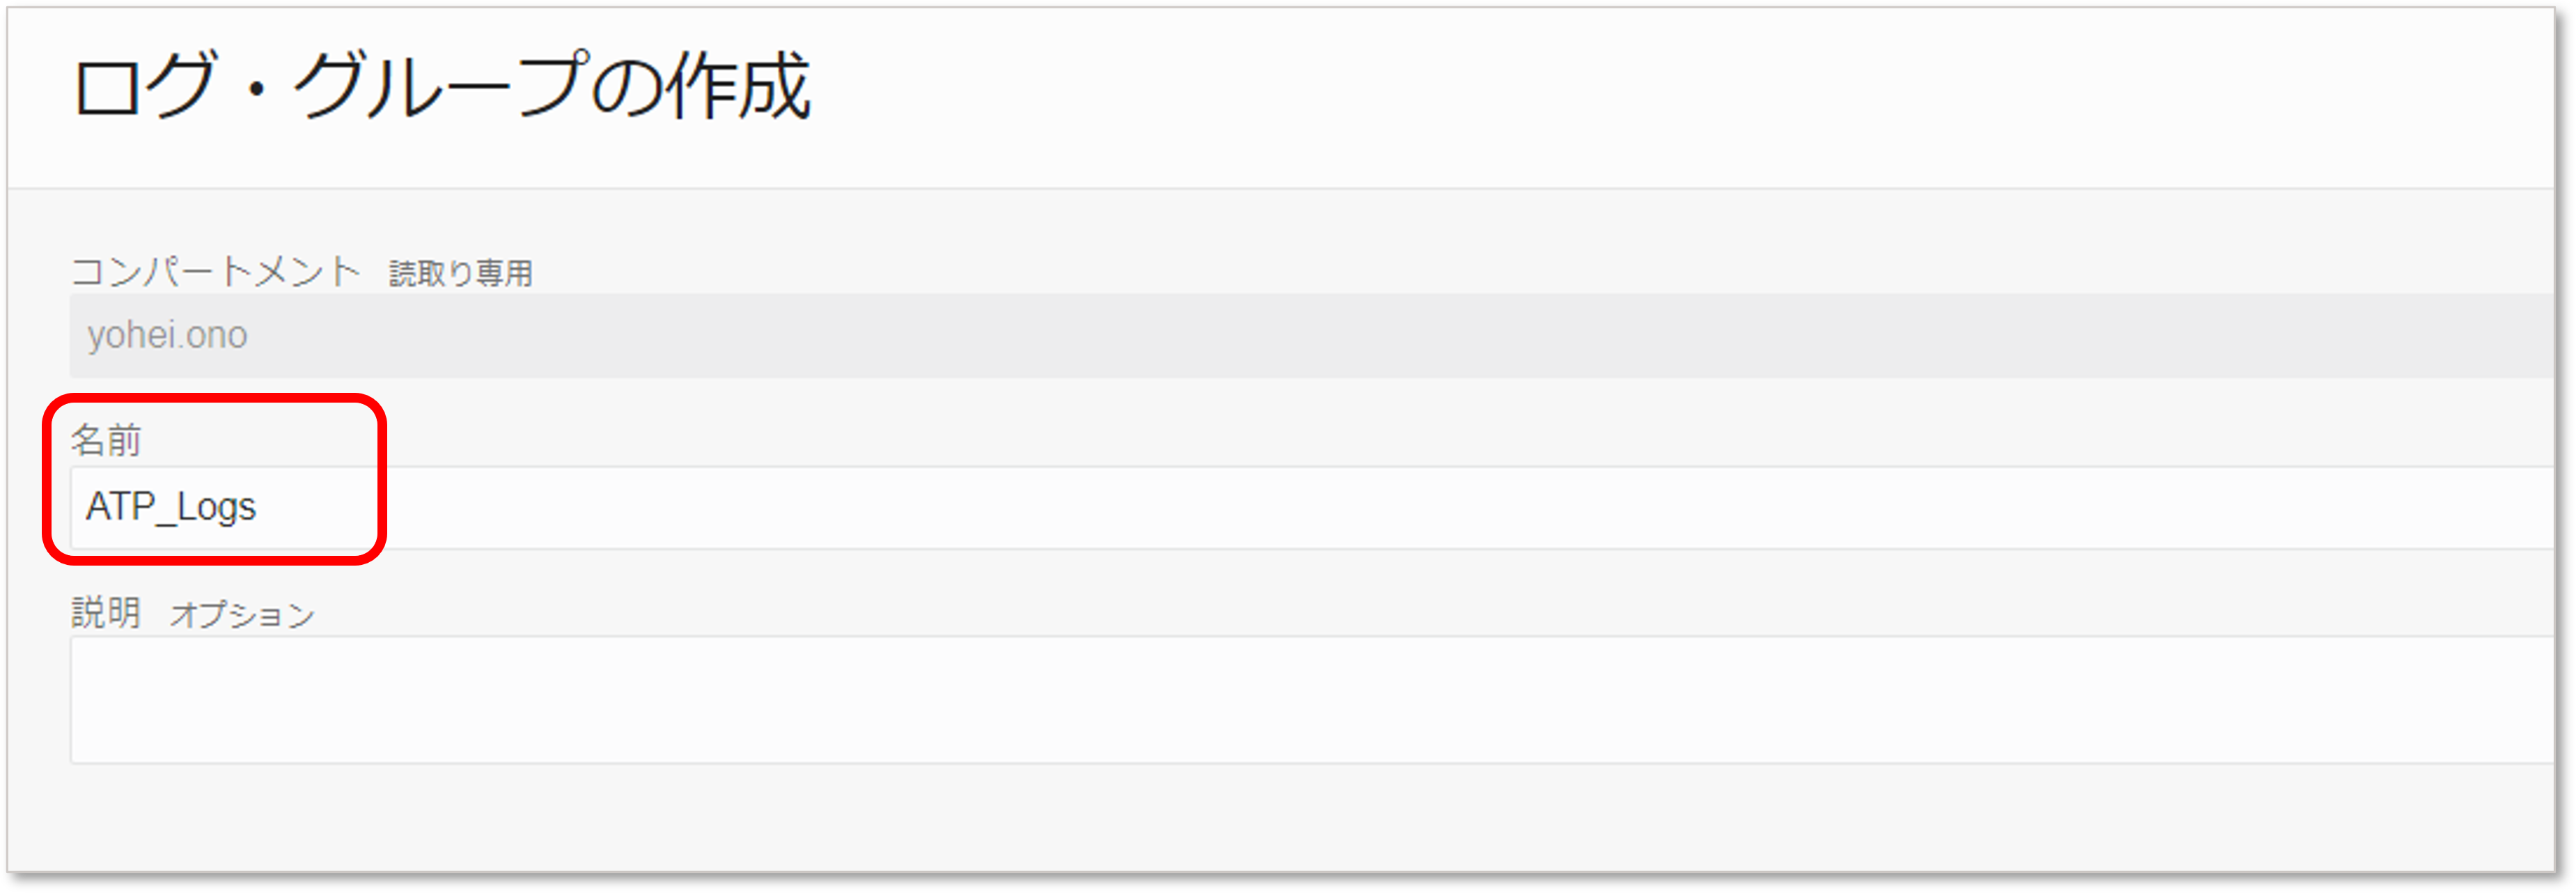 ログ・グループの作成
コンパートメント 読取り専用
yohei.ono
名前
ATP_Logs
説明 オプション